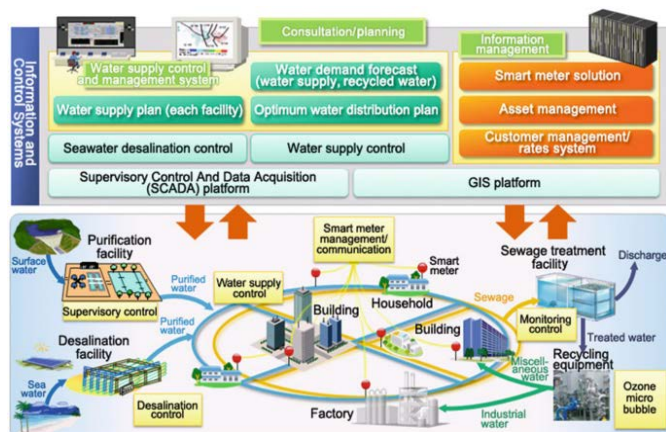 Information and
Control Systems
Consultation/planning
Information
management
Water supply control
and management system
Water demand forecast
(water supply, recycled water)
Smart meter solution
Water supply plan (each facility)
Optimum water distribution plan
Asset management
Seawater desalination control
Water supply control
Customer management/
rates system
Supervisory Control And Data Acquisition
(SCADA) platform
GIS platform
Purification
facility
Surface
water
Supervisory control
Purified
water
Water supply
control
Smart meter
management/
communication
Smart
meter
Household
Building
Building
Sewage
Sewage treatment
facility
Discharge
Monitoring
control
Treated water
Desalination
facility
Purified
water
Sea
water
Desalination
control
Factory
Miscel-
laneous
water
Industrial
water
Recycling
equipment
Ozone
micro
bubble